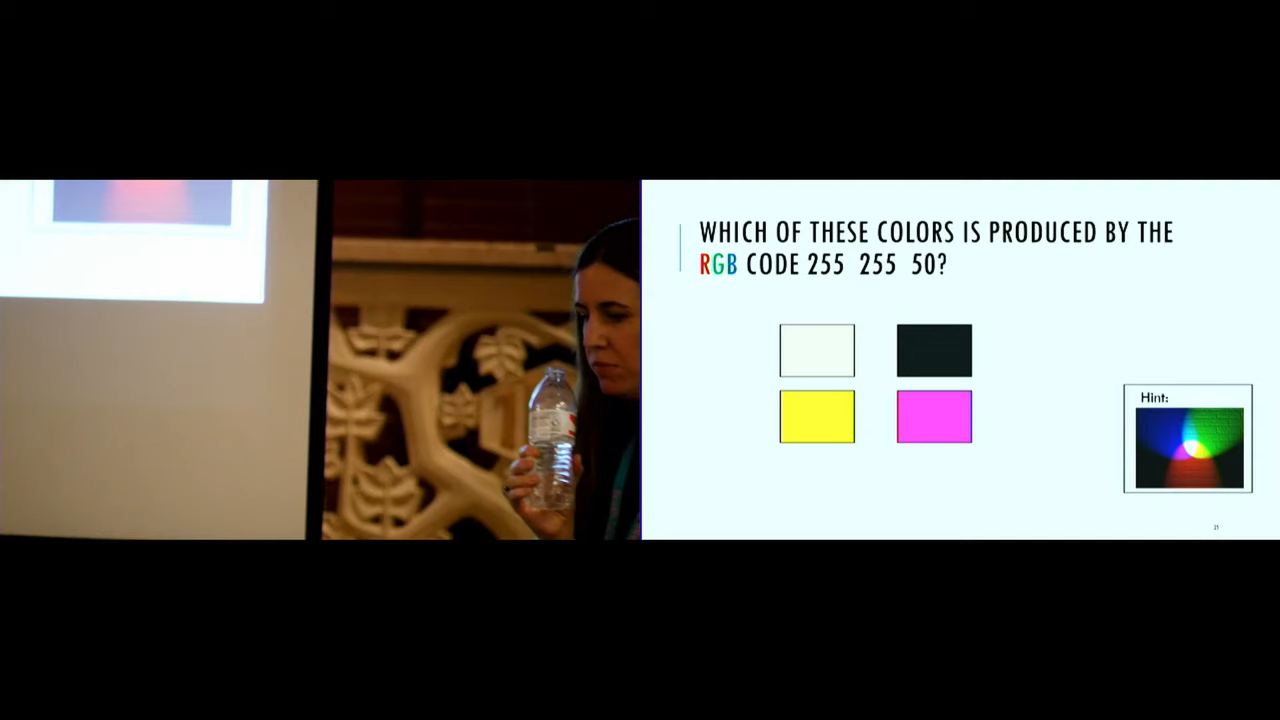 WHICH OF THESE COLORS IS PRODUCED BY THE
RGB CODE 255 255 50?
Hint: